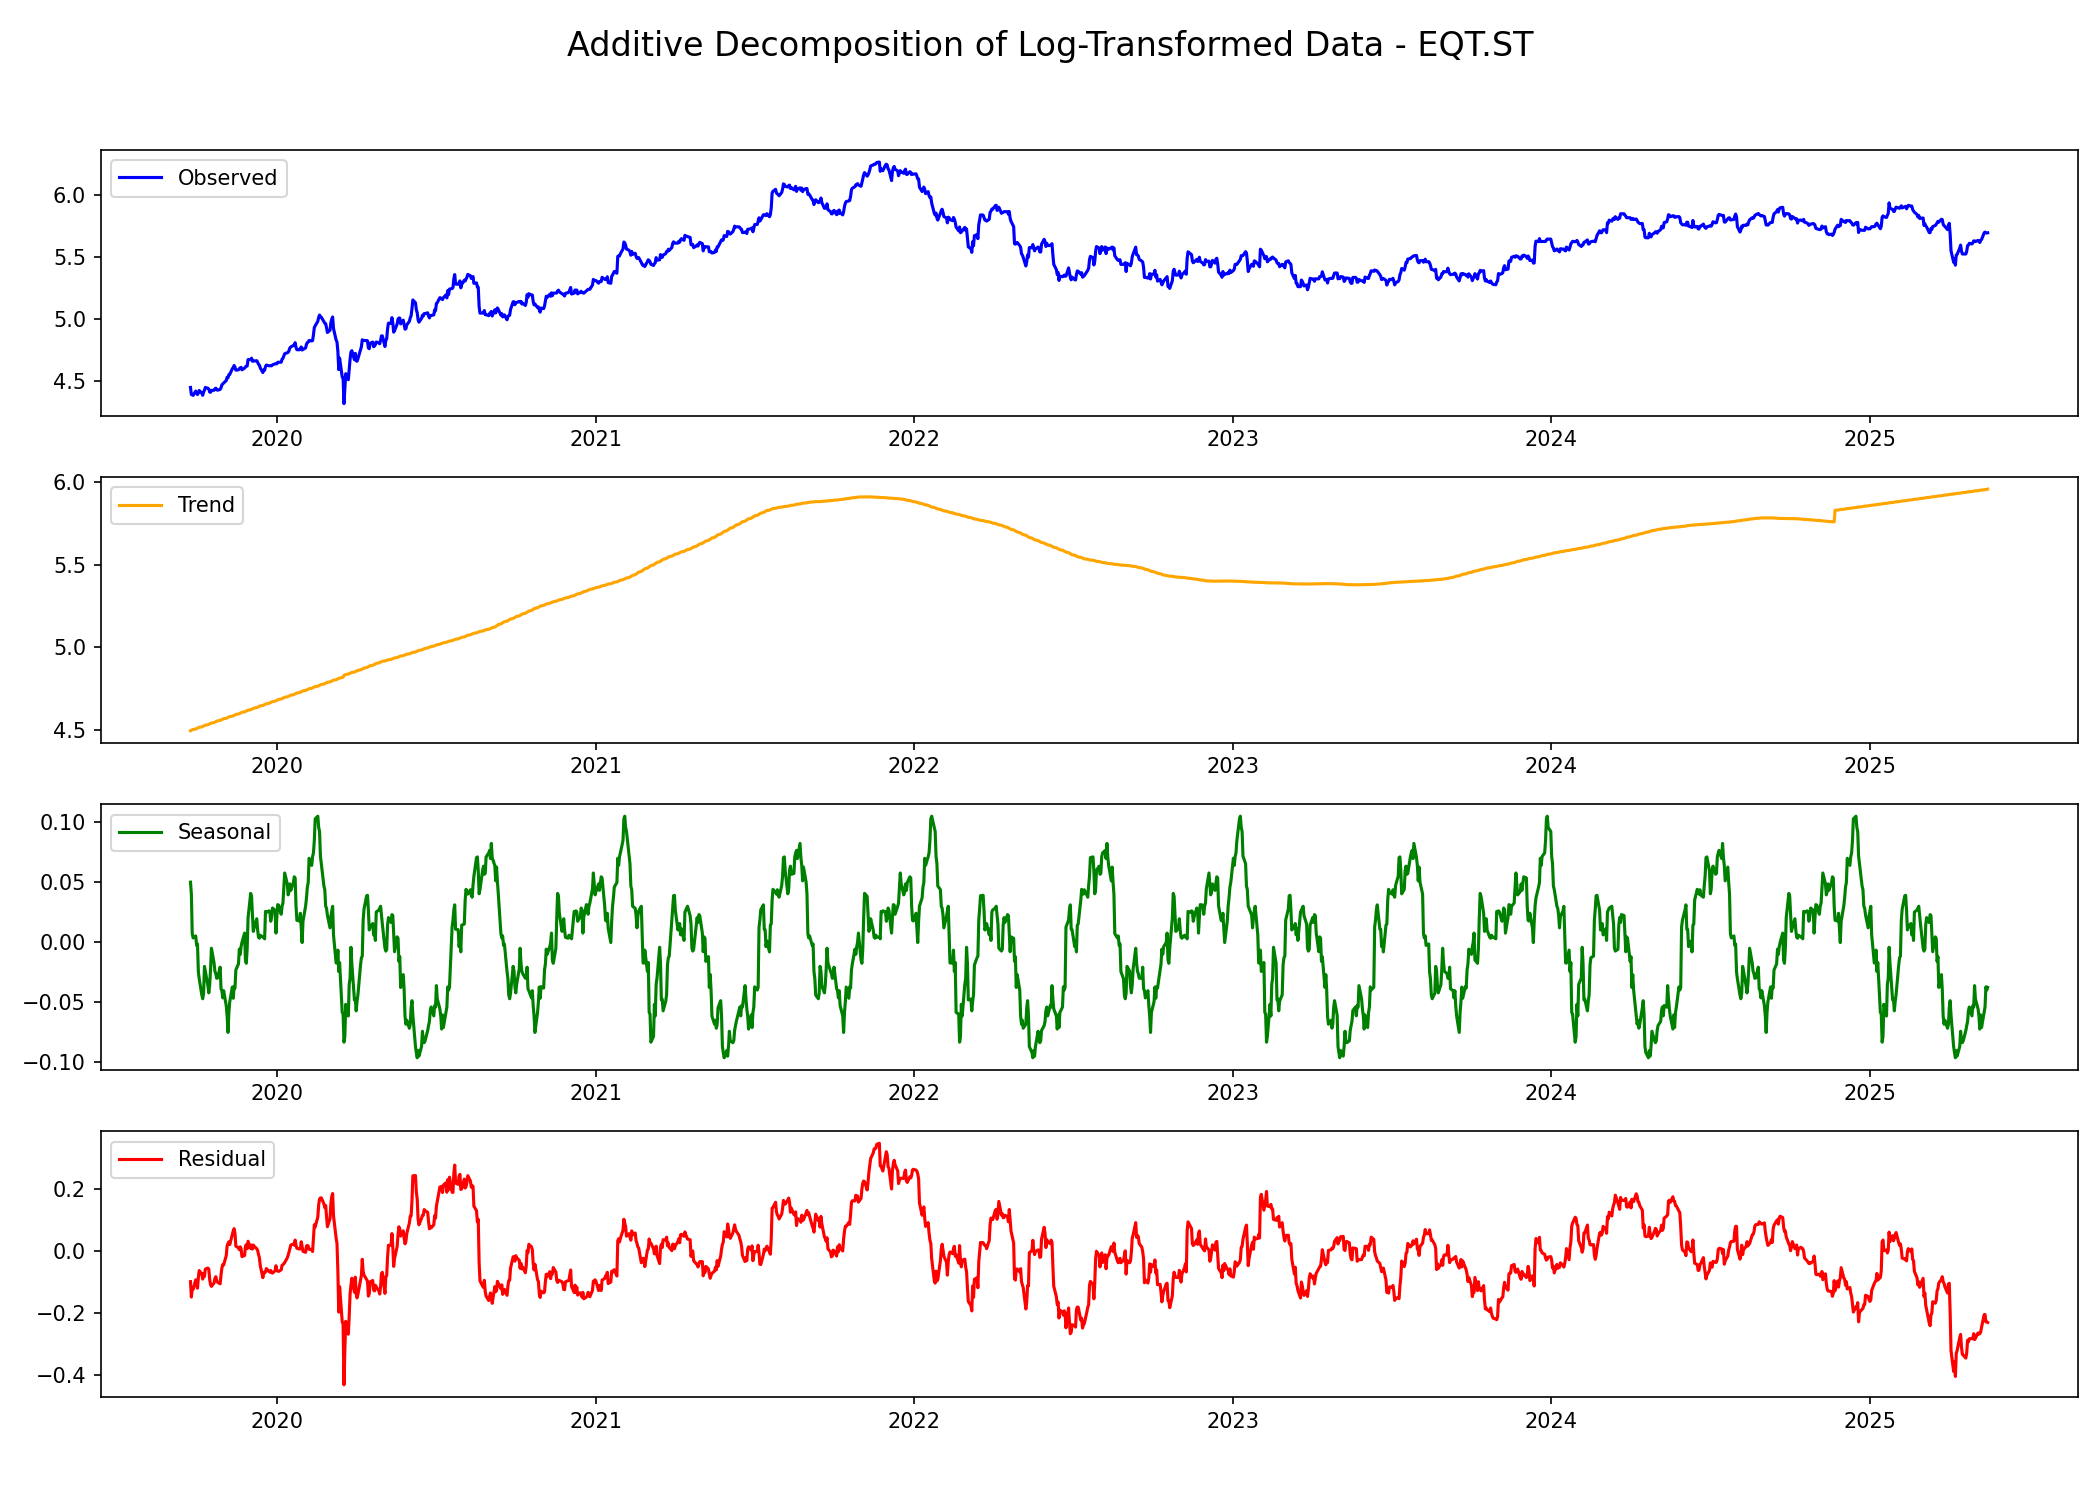 Additive Decomposition of Log-Transformed Data - EQT.ST
Observed
6.0
5.5
5.0
4.5
2020 2021 2022 2023 2024 2025
Trend
6.0
5.5
5.0
4.5
2020 2021 2022 2023 2024 2025
Seasonal
0.10
0.05
0.00
−0.05
−0.10
2020 2021 2022 2023 2024 2025
Residual
0.2
0.0
−0.2
−0.4
2020 2021 2022 2023 2024 2025